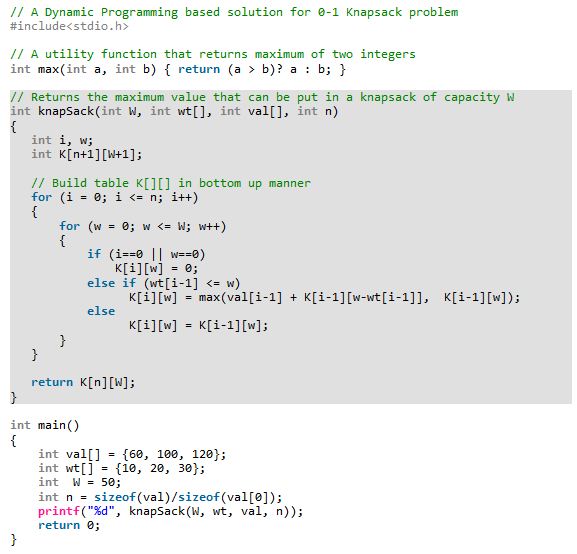 // A Dynamic Programming based solution for 0-1 Knapsack problem
#include<stdio.h>

// A utility function that returns maximum of two integers
int max(int a, int b) { return (a > b)? a : b; }

// Returns the maximum value that can be put in a knapsack of capacity W
int knapSack(int W, int wt[], int val[], int n)
{
   int i, w;
   int K[n+1][W+1];

   // Build table K[][] in bottom up manner
   for (i = 0; i <= n; i++)
   {
       for (w = 0; w <= W; w++)
       {
           if (i==0 || w==0)
               K[i][w] = 0;
           else if (wt[i-1] <= w)
                 K[i][w] = max(val[i-1] + K[i-1][w-wt[i-1]],  K[i-1][w]);
           else
                 K[i][w] = K[i-1][w];
       }
   }

   return K[n][W];
}

int main()
{
    int val[] = {60, 100, 120};
    int wt[] = {10, 20, 30};
    int  W = 50;
    int n = sizeof(val)/sizeof(val[0]);
    printf("%d", knapSack(W, wt, val, n));
    return 0;
}